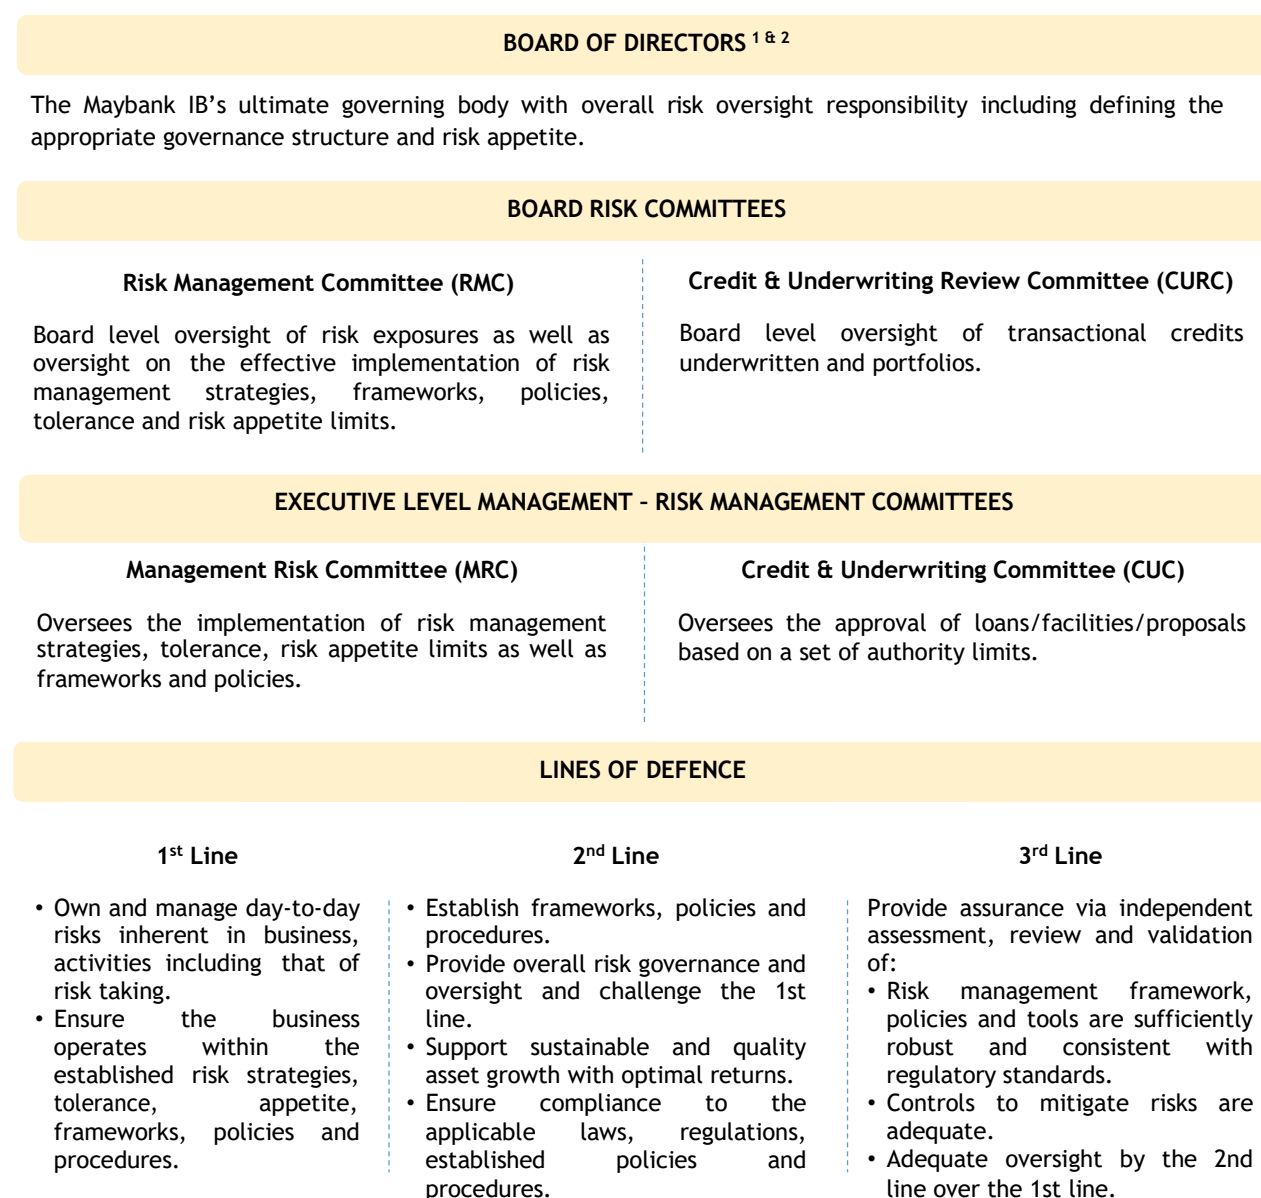 BOARD OF DIRECTORS 1 & 2
The Maybank IB’s ultimate governing body with overall risk oversight responsibility including defining the
appropriate governance structure and risk appetite.
BOARD RISK COMMITTEES
Risk Management Committee (RMC)
Board level oversight of risk exposures as well as
oversight on the effective implementation of risk
management strategies, frameworks, policies,
tolerance and risk appetite limits.
Credit & Underwriting Review Committee (CURC)
Board level oversight of transactional credits
underwritten and portfolios.
EXECUTIVE LEVEL MANAGEMENT – RISK MANAGEMENT COMMITTEES
Management Risk Committee (MRC)
Oversees the implementation of risk management
strategies, tolerance, risk appetite limits as well as
frameworks and policies.
Credit & Underwriting Committee (CUC)
Oversees the approval of loans/facilities/proposals
based on a set of authority limits.
LINES OF DEFENCE
1st Line
• Own and manage day-to-day
risks inherent in business,
activities including that of
risk taking.
• Ensure the business
operates within the
established risk strategies,
tolerance, appetite,
frameworks, policies and
procedures.
2nd Line
• Establish frameworks, policies and
procedures.
• Provide overall risk governance and
oversight and challenge the 1st
line.
• Support sustainable and quality
asset growth with optimal returns.
• Ensure compliance to the
applicable laws, regulations,
established policies and
procedures.
3rd Line
Provide assurance via independent
assessment, review and validation
of:
• Risk management framework,
policies and tools are sufficiently
robust and consistent with
regulatory standards.
• Controls to mitigate risks are
adequate.
• Adequate oversight by the 2nd
line over the 1st line.